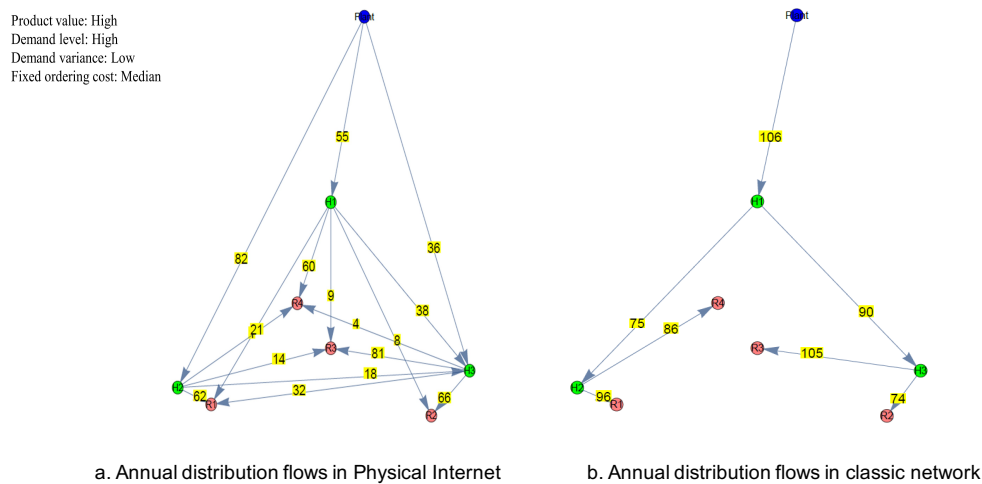 Product value: High
Demand level: High
Demand variance: Low
Fixed ordering cost: Median
55
106
H1
H1
82
36
60
9
R4
R4
38
90
21
4
75
86
8
14
R3
81
R3
105
18
H3
H3
H2
H2
32
62
R1
66
R2
96
R1
74
R2
a. Annual distribution flows in Physical Internet
b. Annual distribution flows in classic network